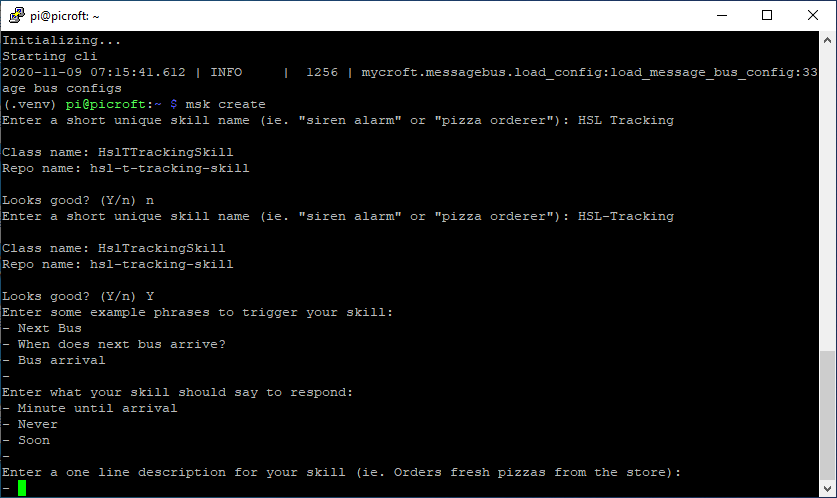 pi@picroft: ~
Initializing...
Starting cli
2020-11-09 07:15:41.612 | INFO     |  1256 | mycroft.messagebus.load_config:load_message_bus_config:33
age bus configs
(.venv) pi@picroft:~ $ msk create
Enter a short unique skill name (ie. "siren alarm" or "pizza orderer"): HSL Tracking

Class name: HslTTrackingSkill
Repo name: hsl-t-tracking-skill

Looks good? (Y/n) n
Enter a short unique skill name (ie. "siren alarm" or "pizza orderer"): HSL-Tracking

Class name: HslTrackingSkill
Repo name: hsl-tracking-skill

Looks good? (Y/n) Y
Enter some example phrases to trigger your skill:
- Next Bus
- When does next bus arrive?
- Bus arrival
-
Enter what your skill should say to respond:
- Minute until arrival
- Never
- Soon
-
Enter a one line description for your skill (ie. Orders fresh pizzas from the store):
-